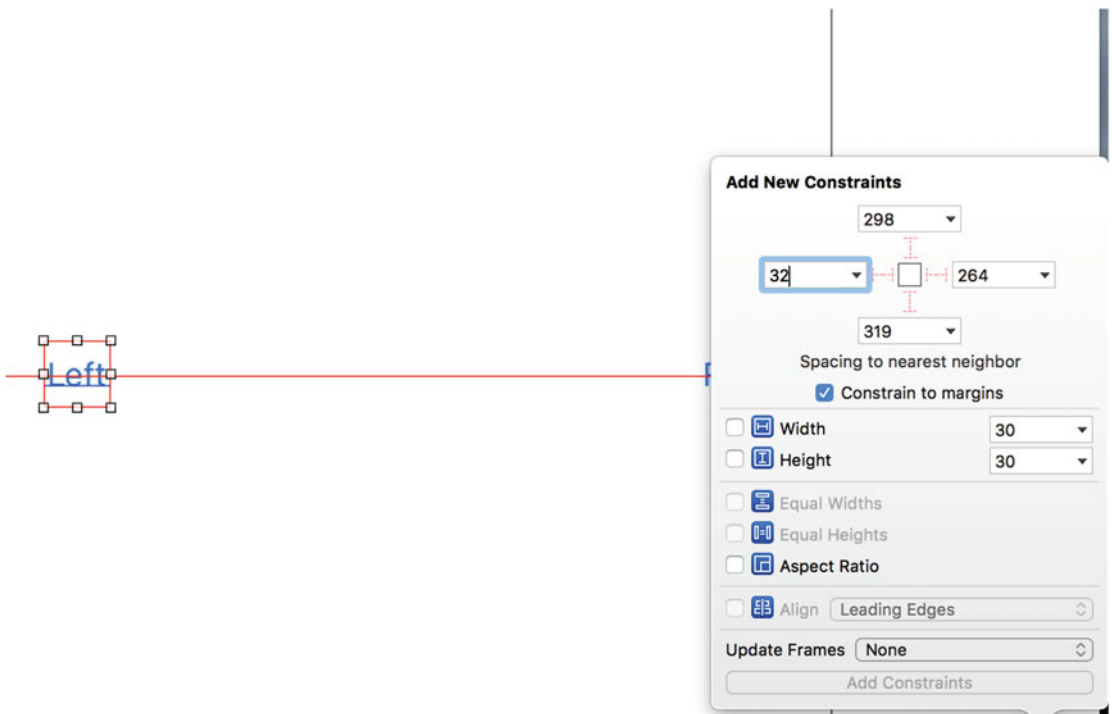 Left
Add New Constraints
298
32
264
319
Spacing to nearest neighbor
Constrain to margins
Width 30
Height 30
Equal Widths
Equal Heights
Aspect Ratio
Align Leading Edges
Update Frames None
Add Constraints